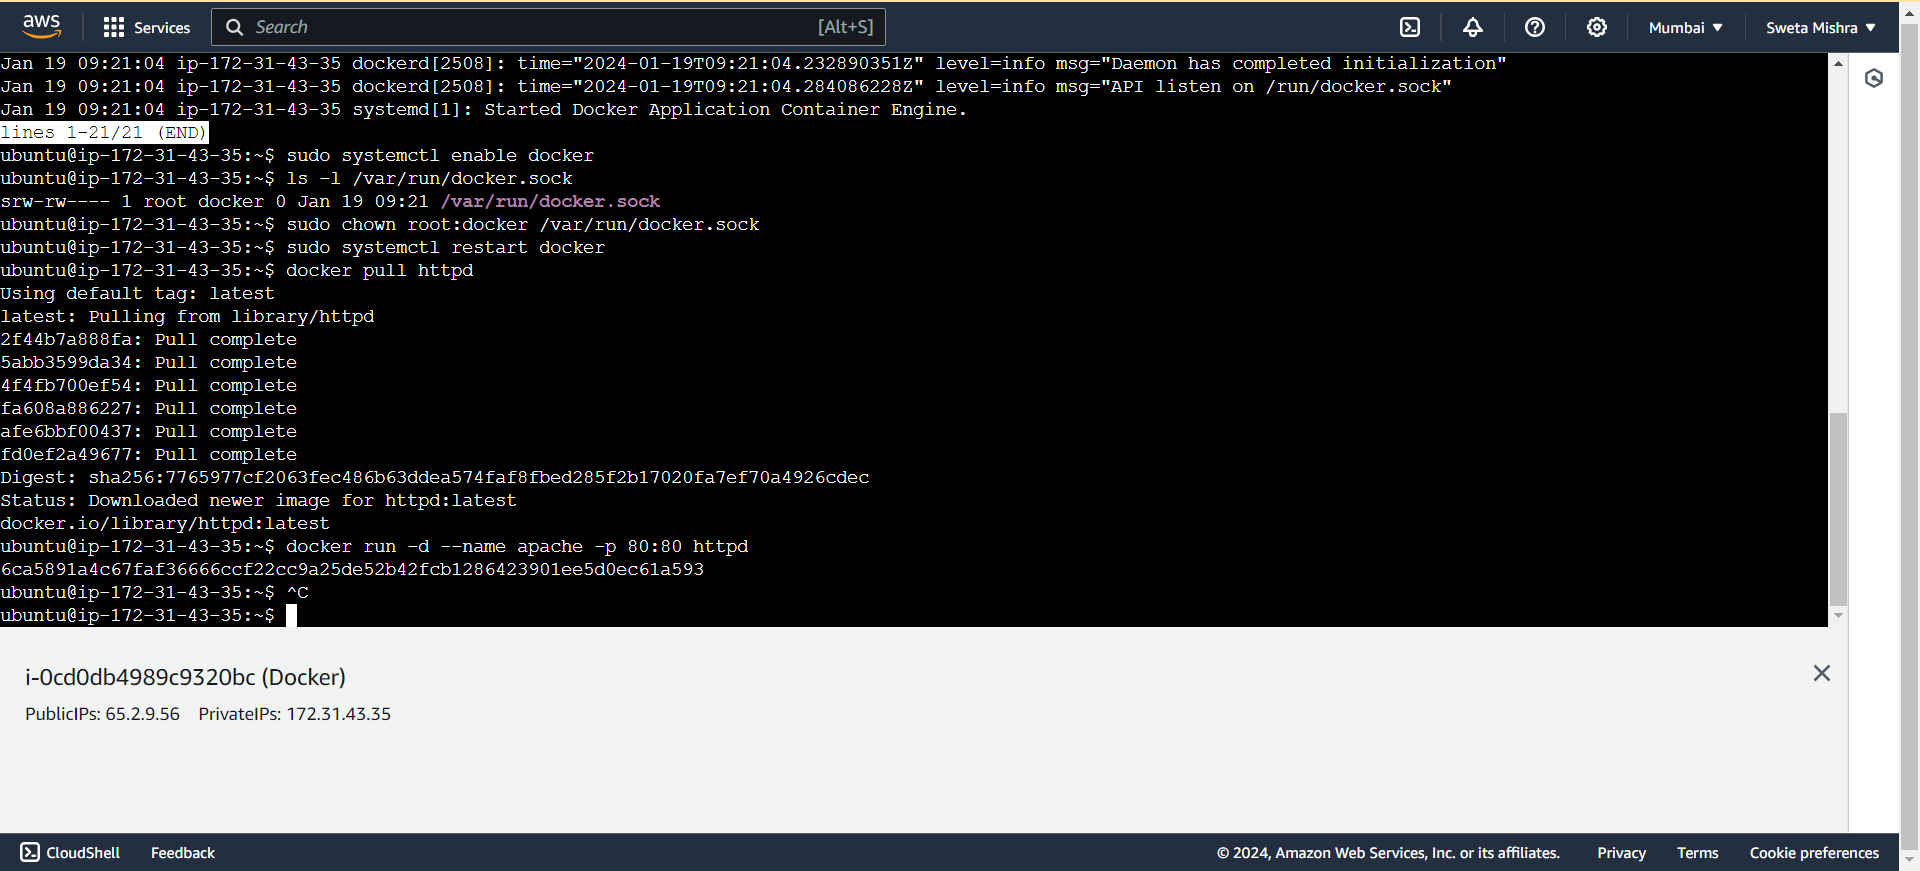 aws Services Search [Alt+S] Mumbai Sweta Mishra
Jan 19 09:21:04 ip-172-31-43-35 dockerd[2508]: time="2024-01-19T09:21:04.232890351Z" level=info msg="Daemon has completed initialization"
Jan 19 09:21:04 ip-172-31-43-35 dockerd[2508]: time="2024-01-19T09:21:04.284086228Z" level=info msg="API listen on /run/docker.sock"
Jan 19 09:21:04 ip-172-31-43-35 systemd[1]: Started Docker Application Container Engine.
lines 1-21/21 (END)
ubuntu@ip-172-31-43-35:~$ sudo systemctl enable docker
ubuntu@ip-172-31-43-35:~$ ls -l /var/run/docker.sock
srw-rw---- 1 root docker 0 Jan 19 09:21 /var/run/docker.sock
ubuntu@ip-172-31-43-35:~$ sudo chown root:docker /var/run/docker.sock
ubuntu@ip-172-31-43-35:~$ sudo systemctl restart docker
ubuntu@ip-172-31-43-35:~$ docker pull httpd
Using default tag: latest
latest: Pulling from library/httpd
2f44b7a888fa: Pull complete
5abb3599da34: Pull complete
4f4fb700ef54: Pull complete
fa608a886227: Pull complete
afe6bbf00437: Pull complete
fd0ef2a49677: Pull complete
Digest: sha256:7765977cf2063fec486b63ddea574faf8fbed285f2b17020fa7ef70a4926cdec
Status: Downloaded newer image for httpd:latest
docker.io/library/httpd:latest
ubuntu@ip-172-31-43-35:~$ docker run -d --name apache -p 80:80 httpd
6ca5891a4c67faf36666ccf22cc9a25de52b42fcb1286423901ee5d0ec61a593
ubuntu@ip-172-31-43-35:~$ ^C
ubuntu@ip-172-31-43-35:~$
i-0cd0db4989c9320bc (Docker)
PublicIPs: 65.2.9.56 PrivateIPs: 172.31.43.35
CloudShell Feedback © 2024, Amazon Web Services, Inc. or its affiliates. Privacy Terms Cookie preferences